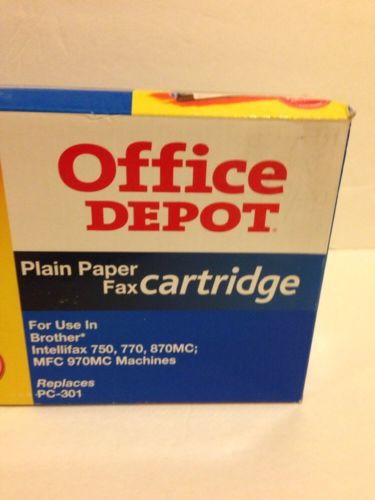 Office
DEPOT
Plain Paper
Fax cartridge
For Use In
Brother*
Intellifax 750, 770, 870MC;
MFC 970MC Machines
Replaces
PC-301